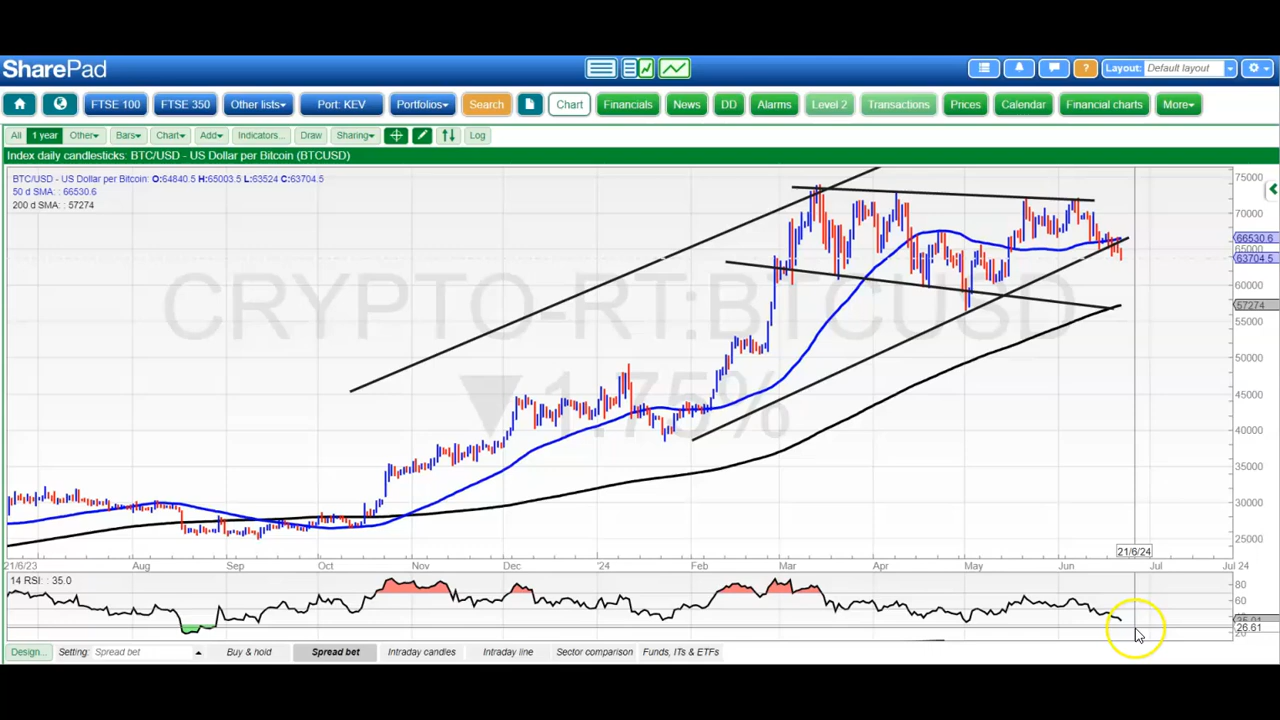 SharePad
Layout: Default layout
FTSE 100 FTSE 350 Other lists Port: KEV Portfolios Search Chart Financials News DD Alarms Level 2 Transactions Prices Calendar Financial charts More
All 1 year Other Bars Chart Add Indicators... Draw Sharing Log
Index daily candlesticks: BTC/USD - US Dollar per Bitcoin (BTCUSD)
BTC/USD - US Dollar per Bitcoin: O:64840.5 H:65003.5 L:63524 C:63704.5
50 d SMA: : 66530.6
200 d SMA: : 57274
CRYPTO-RT:BTCUSD
▼1.75%
75000
70000
66530.6
65000
63704.5
60000
57274
55000
50000
45000
40000
35000
30000
25000
21/6/24
21/6/23 Aug Sep Oct Nov Dec '24 Feb Mar Apr May Jun Jul Jul 24
14 RSI: : 35.0
80
60
26.61
20
Design... Setting: Spread bet Buy & hold Spread bet Intraday candles Intraday line Sector comparison Funds, ITs & ETFs